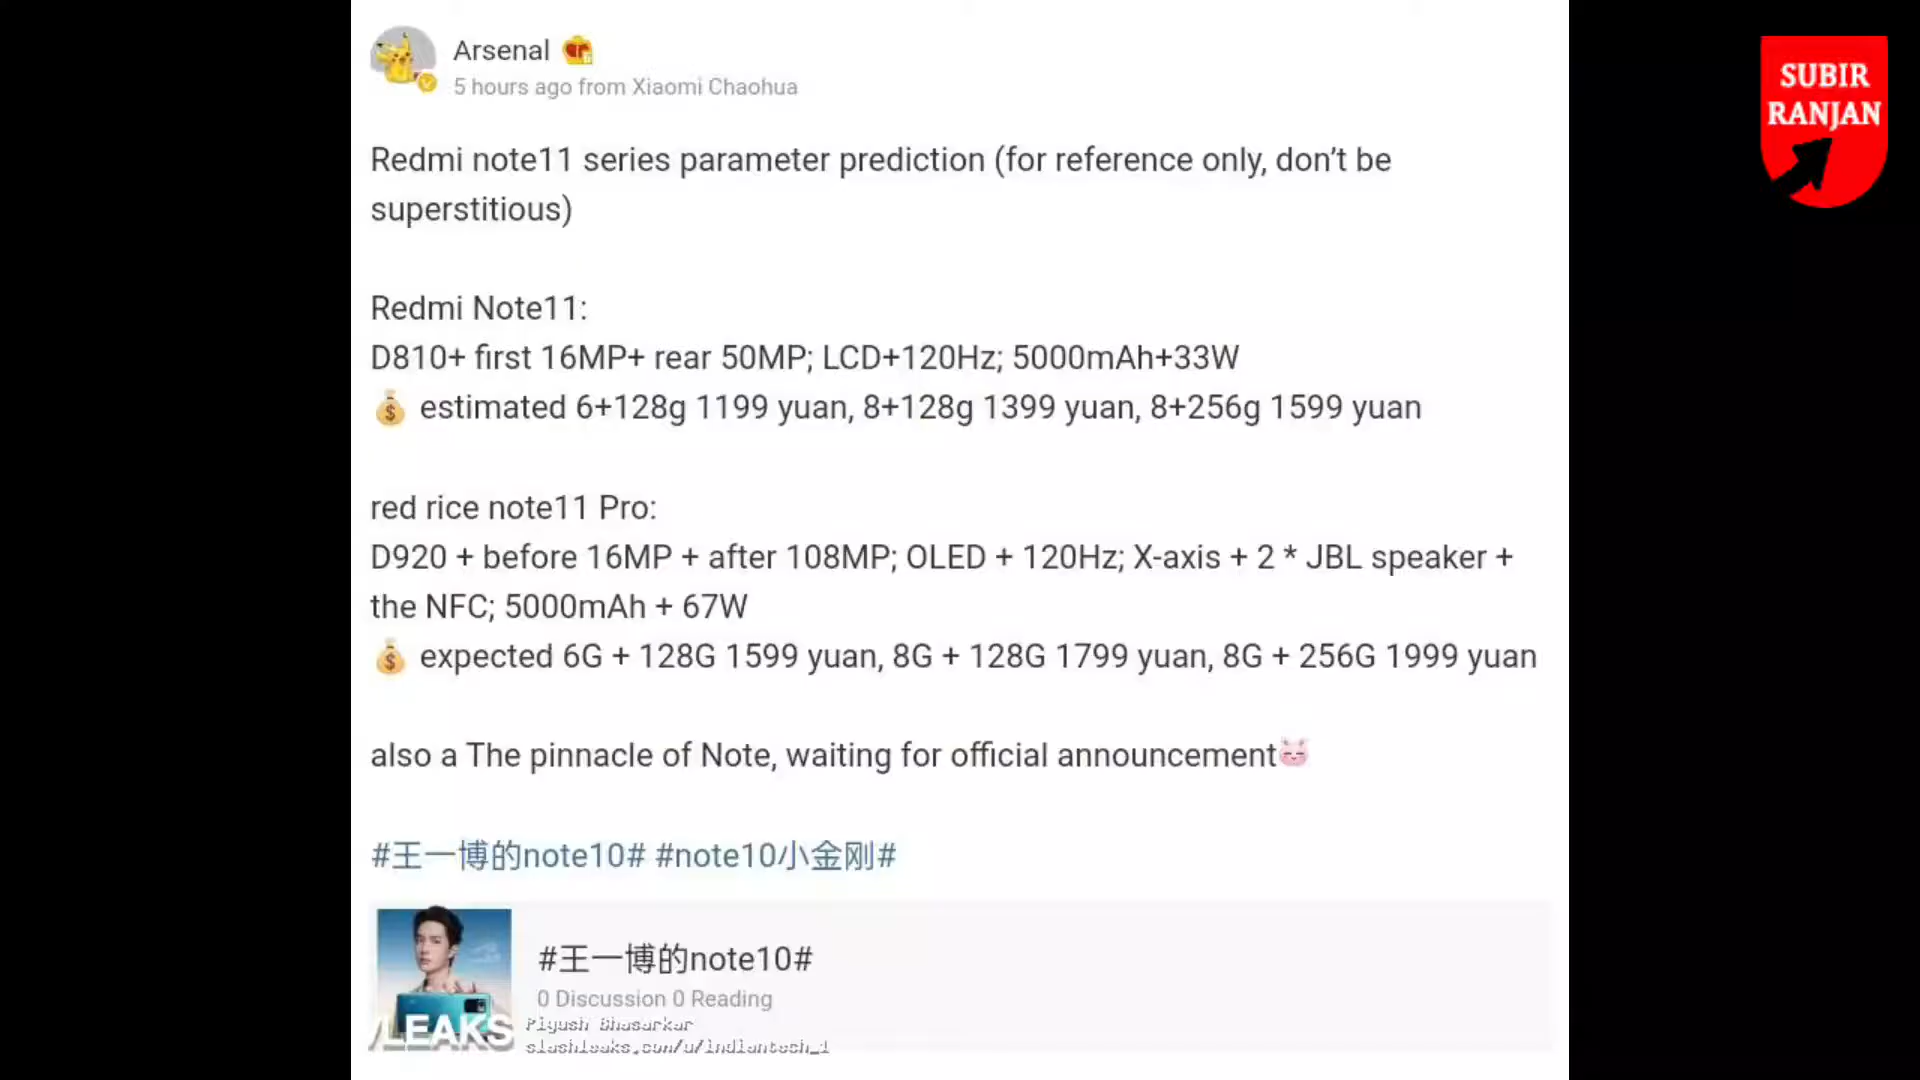 Arsenal
5 hours ago from Xiaomi Chaohua
SUBIR
RANJAN
Redmi note11 series parameter prediction (for reference only, don’t be
superstitious)
Redmi Note11:
D810+ first 16MP+ rear 50MP; LCD+120Hz; 5000mAh+33W
estimated 6+128g 1199 yuan, 8+128g 1399 yuan, 8+256g 1599 yuan
red rice note11 Pro:
D920 + before 16MP + after 108MP; OLED + 120Hz; X-axis + 2 * JBL speaker +
the NFC; 5000mAh + 67W
expected 6G + 128G 1599 yuan, 8G + 128G 1799 yuan, 8G + 256G 1999 yuan
also a The pinnacle of Note, waiting for official announcement
#王一博的note10# #note10小金刚#
#王一博的note10#
0 Discussion 0 Reading
/LEAKS
Piyush Bhasarkar
slashleaks.com/u/indiantech_1